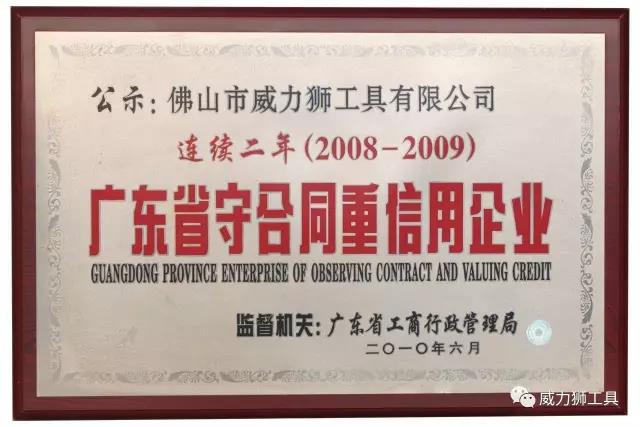 公示：佛山市威力狮工具有限公司
连续二年(2008-2009)
广东省守合同重信用企业
GUANGDONG PROVINCE ENTERPRISE OF OBSERVING CONTRACT AND VALUING CREDIT
监督机关：广东省工商行政管理局
二〇一〇年六月
威力狮工具